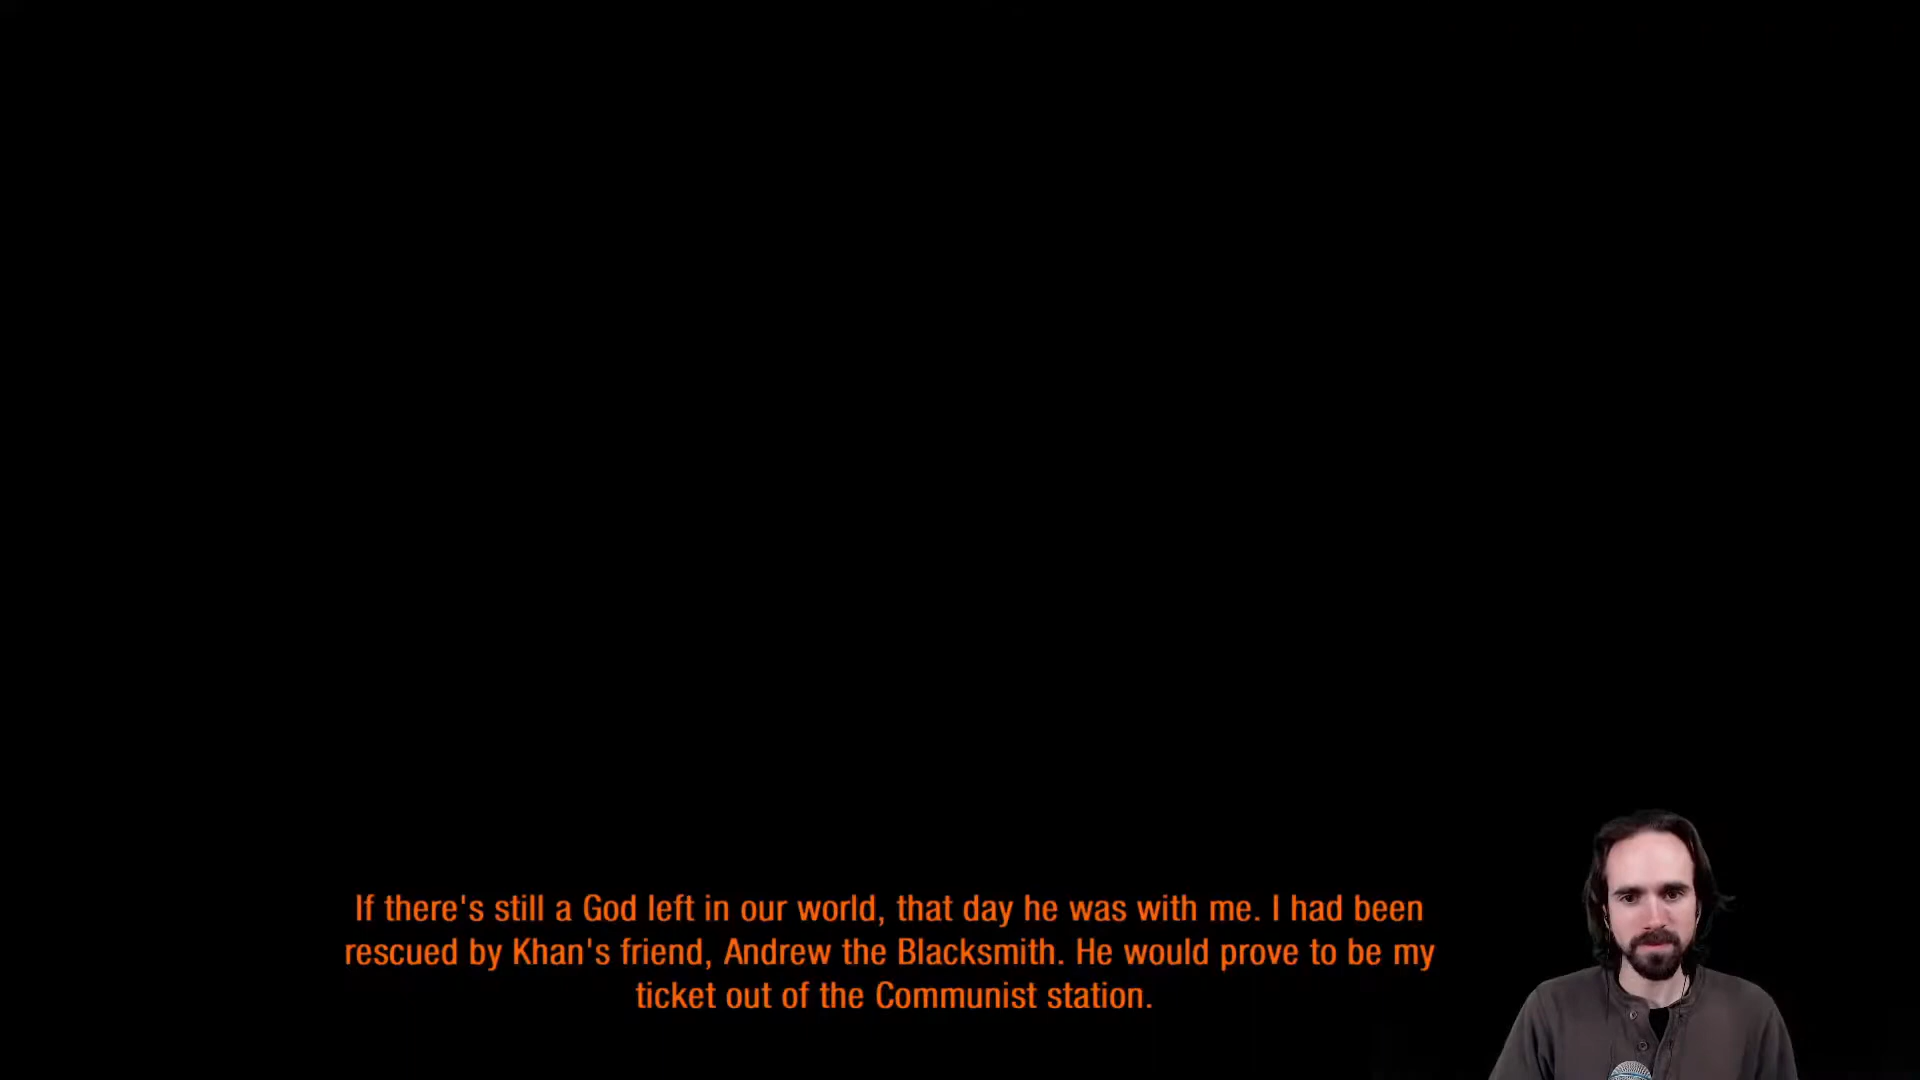 If there's still a God left in our world, that day he was with me. I had been
rescued by Khan's friend, Andrew the Blacksmith. He would prove to be my
ticket out of the Communist station.